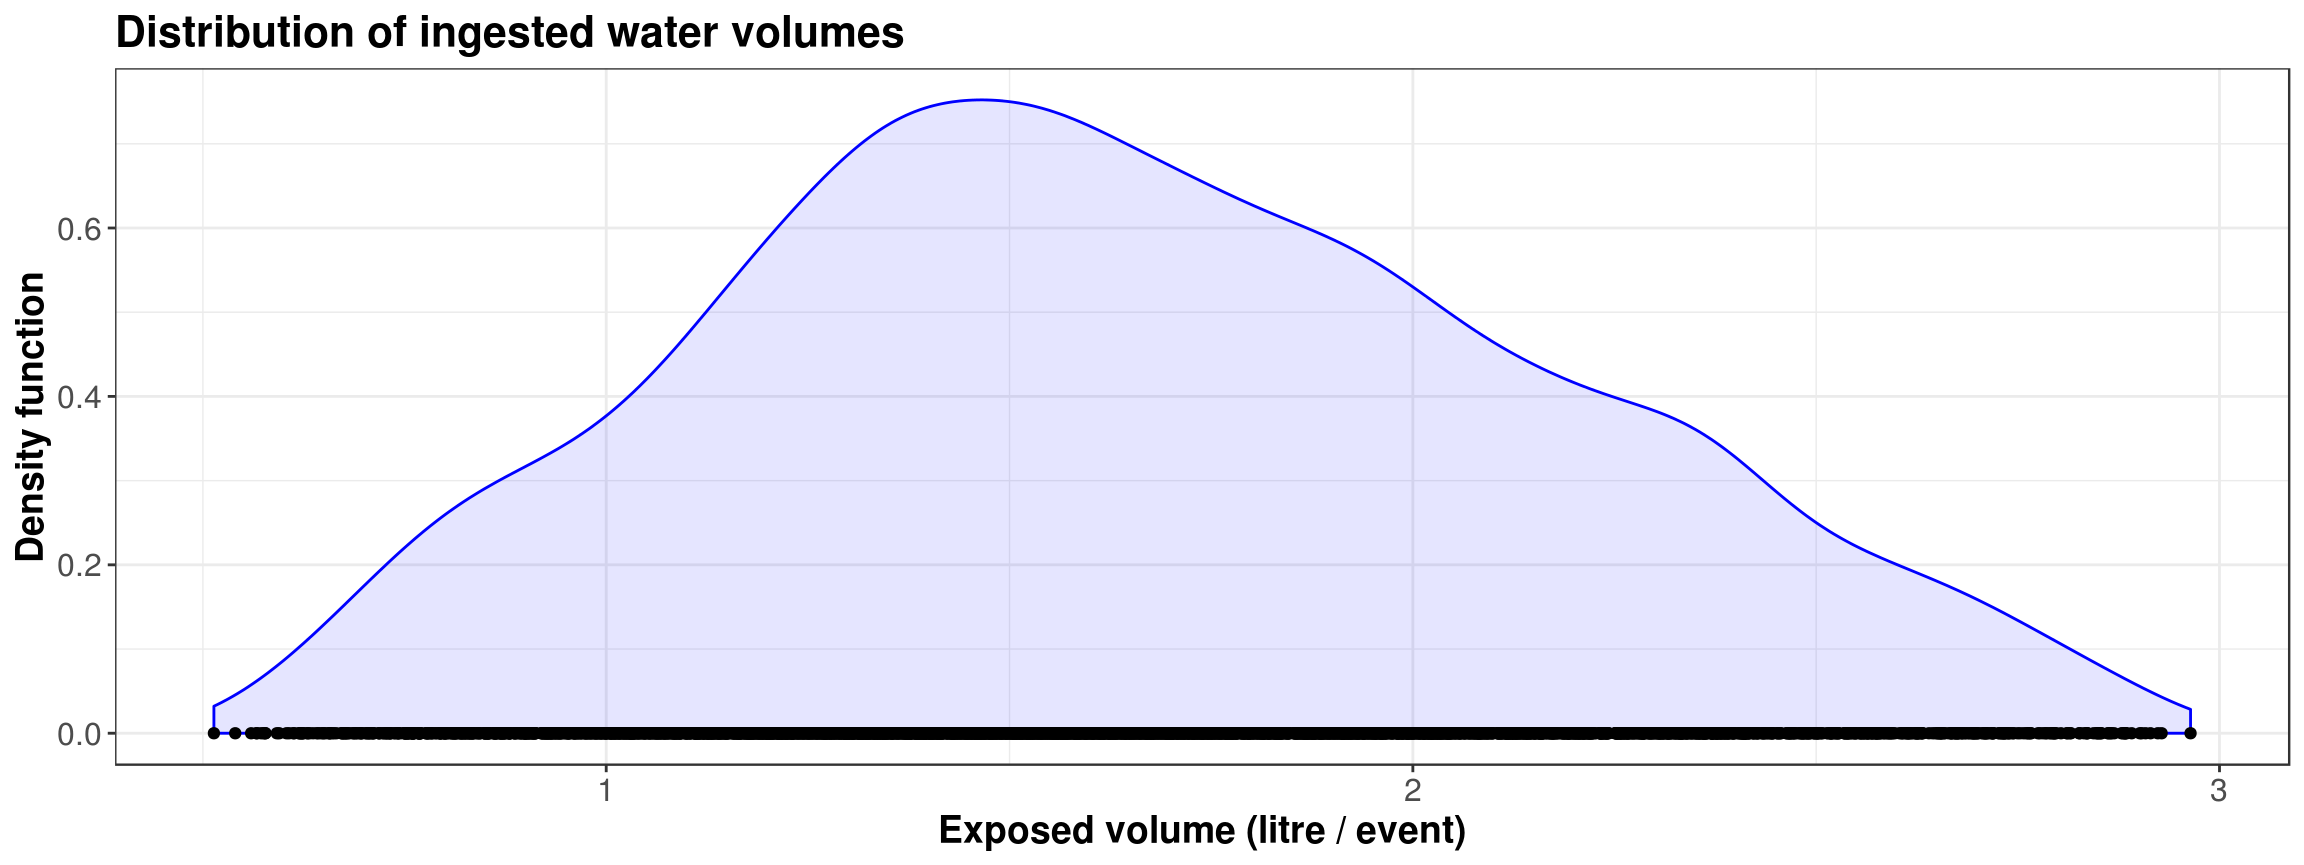 Distribution of ingested water volumes
Density function
0.6
0.4
0.2
0.0
1 2 3
Exposed volume (litre / event)